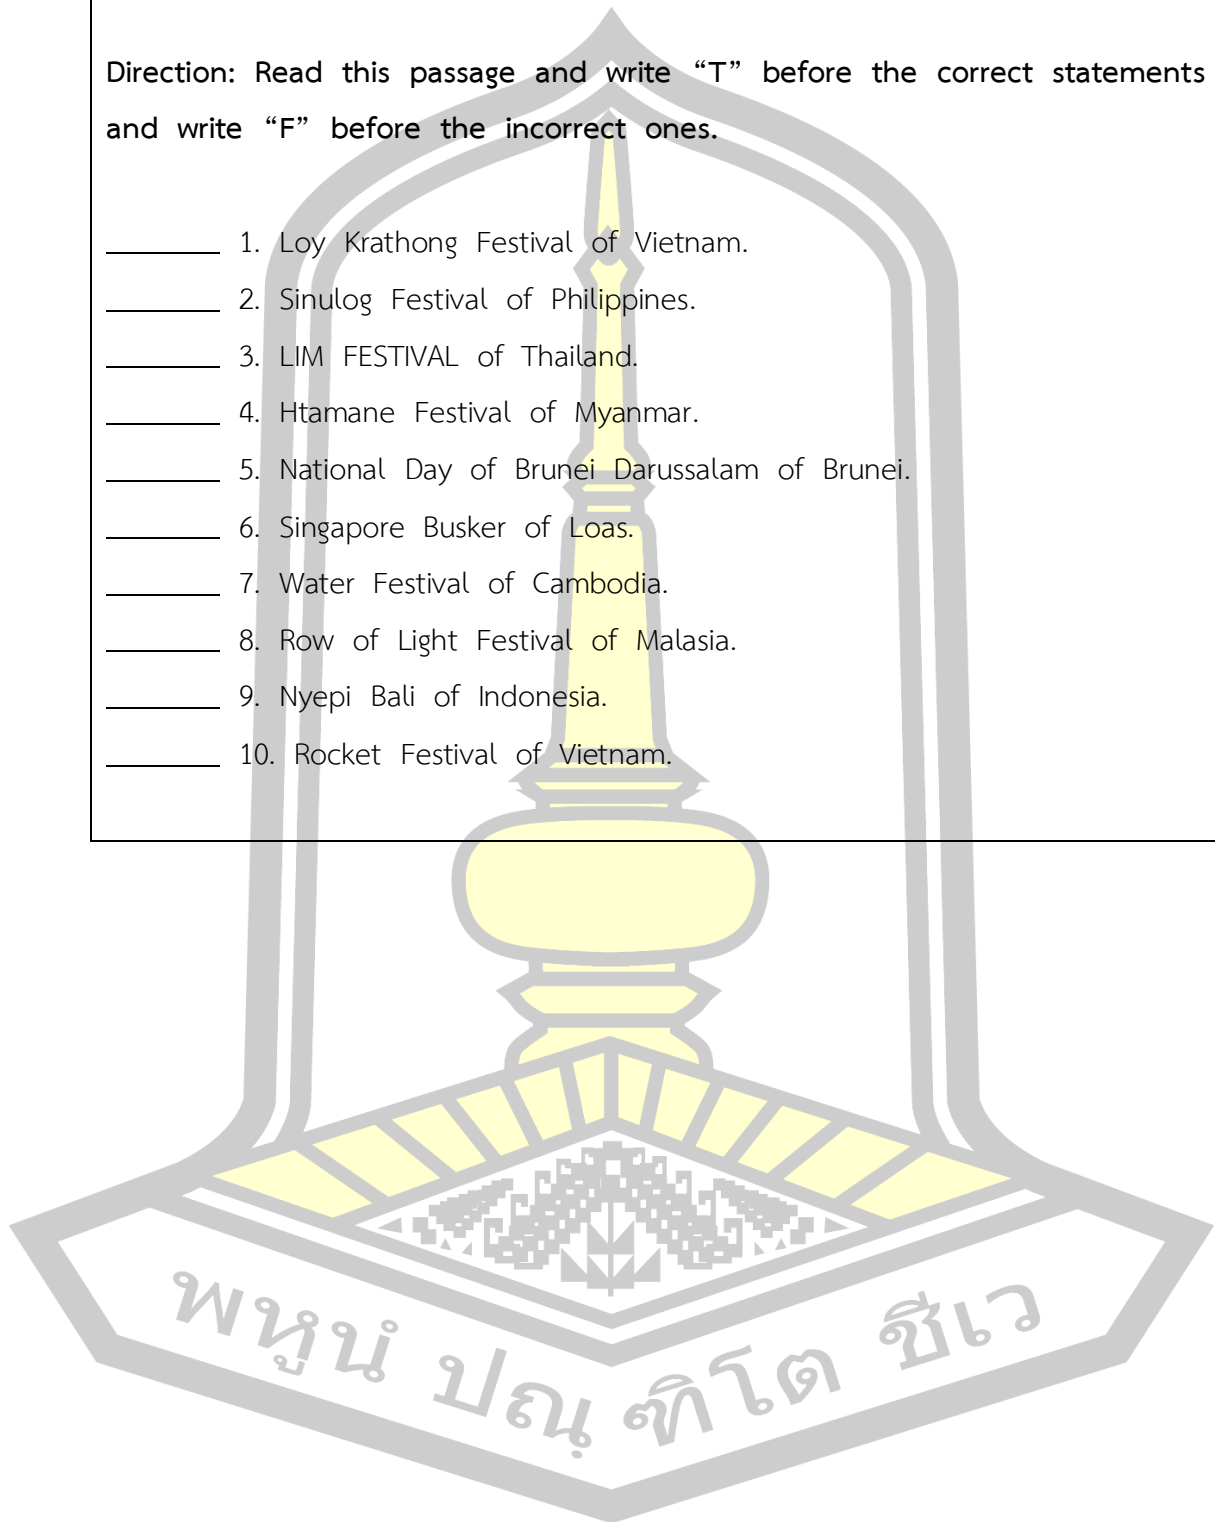 Direction: Read this passage and write “T” before the correct statements
and write “F” before the incorrect ones.
________ 1. Loy Krathong Festival of Vietnam.
________ 2. Sinulog Festival of Philippines.
________ 3. LIM FESTIVAL of Thailand.
________ 4. Htamane Festival of Myanmar.
________ 5. National Day of Brunei Darussalam of Brunei.
________ 6. Singapore Busker of Loas.
________ 7. Water Festival of Cambodia.
________ 8. Row of Light Festival of Malasia.
________ 9. Nyepi Bali of Indonesia.
________ 10. Rocket Festival of Vietnam.
พหูนํ ปณฺ ฑิโต ชีเว